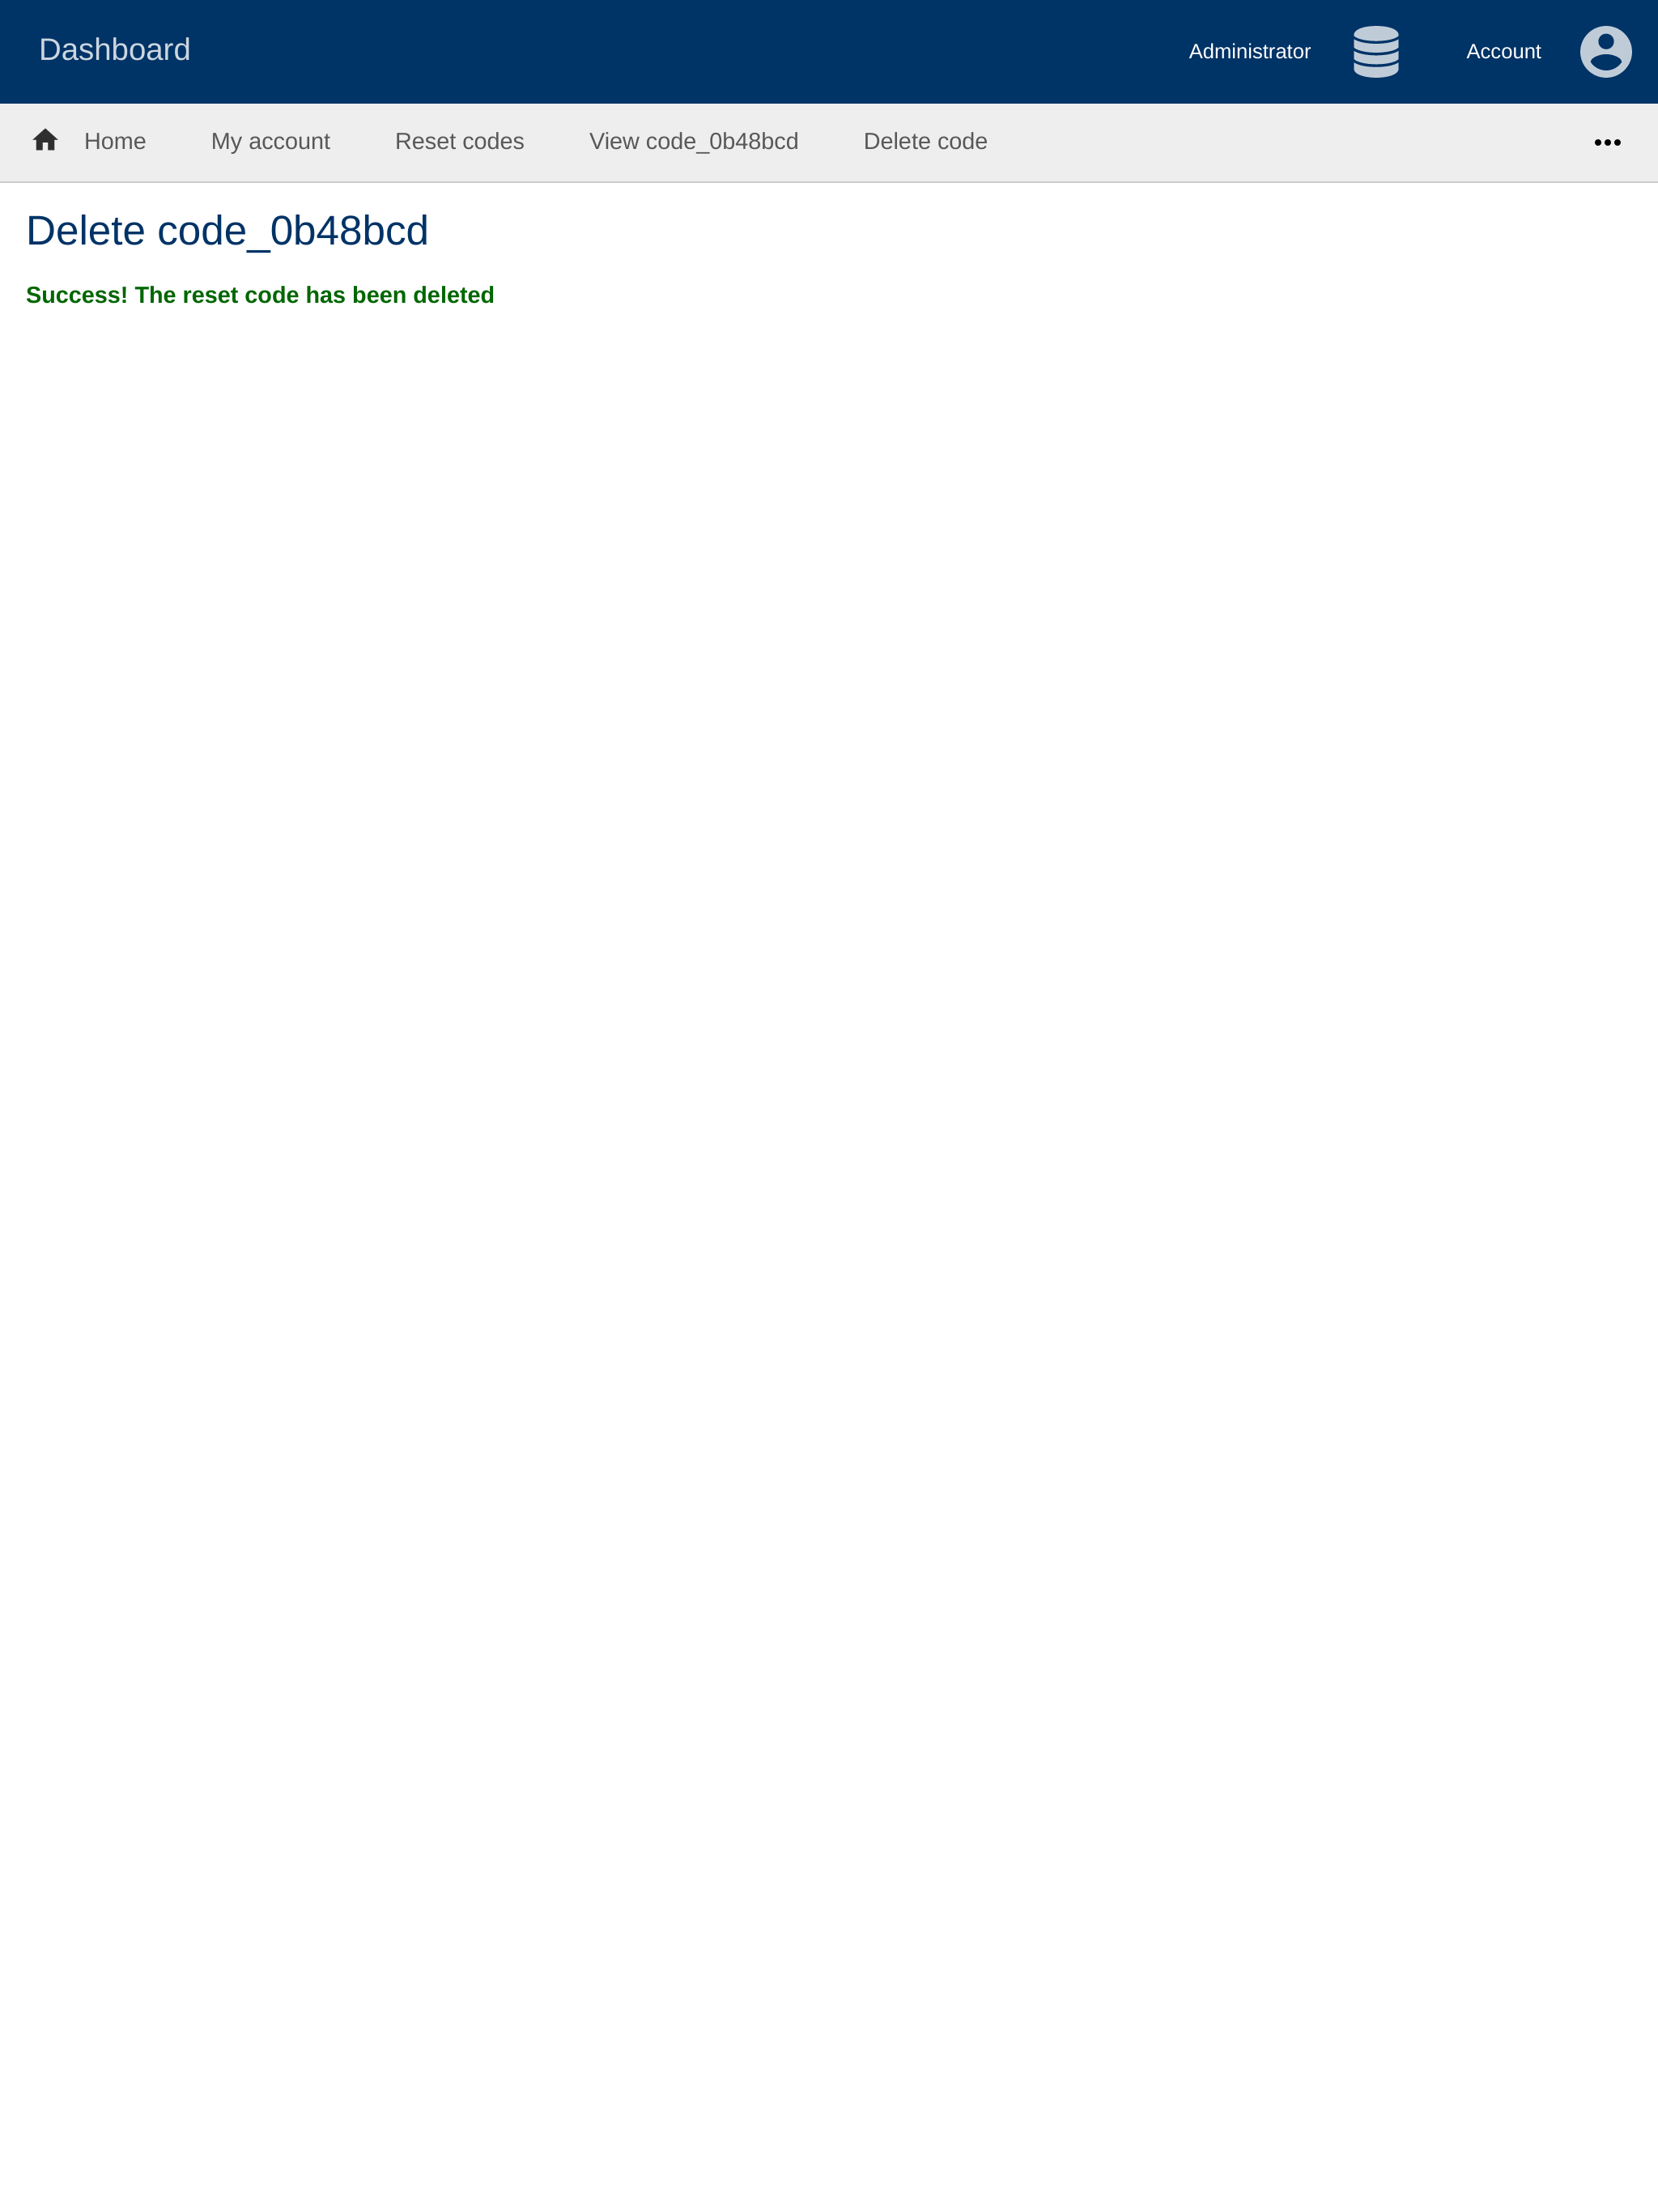 Dashboard
Administrator
Account
Home
My account
Reset codes
View code_0b48bcd
Delete code
Delete code_0b48bcd
Success! The reset code has been deleted